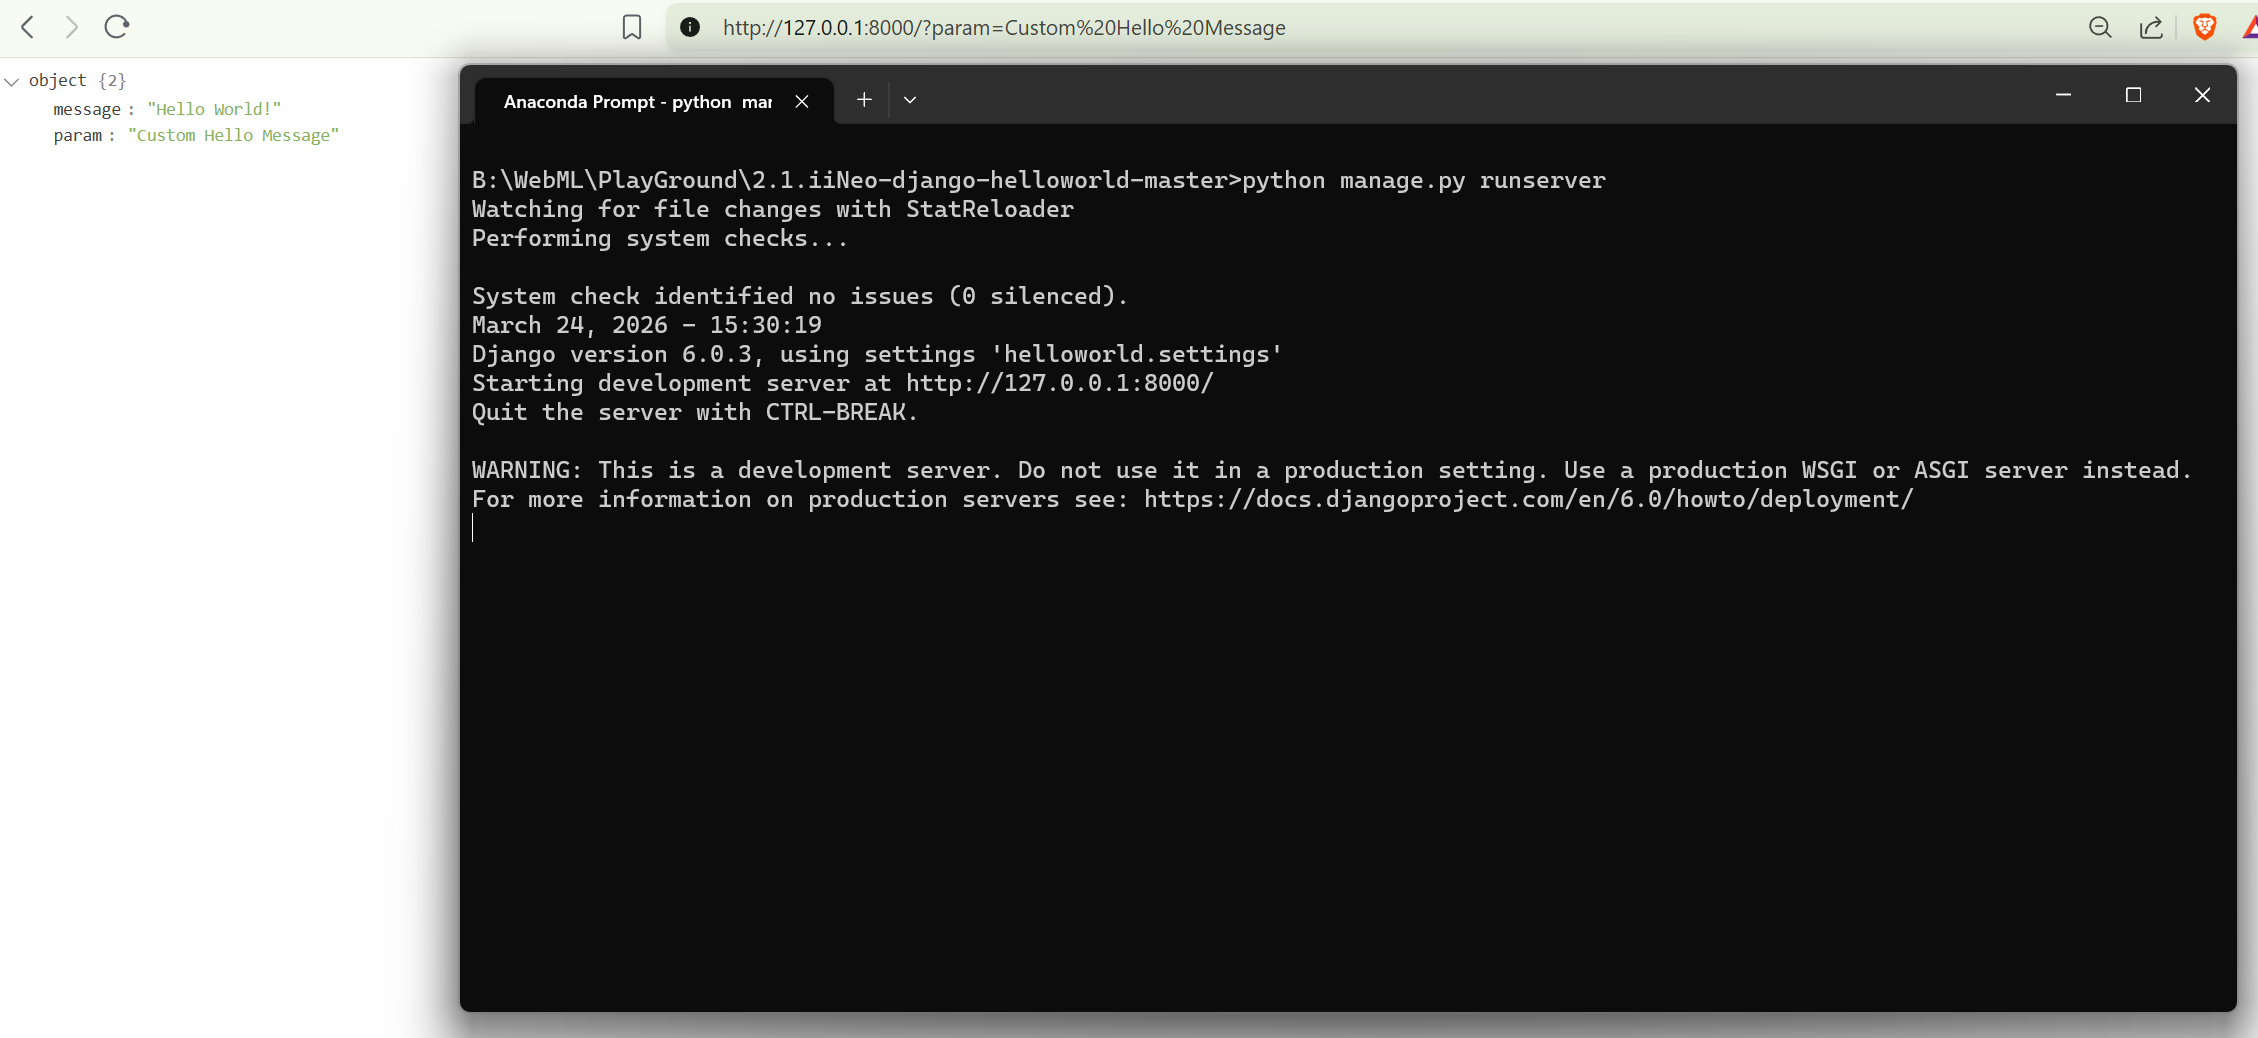 http://127.0.0.1:8000/?param=Custom%20Hello%20Message
object {2}
message : "Hello World!"
param : "Custom Hello Message"
Anaconda Prompt - python mar
B:\WebML\PlayGround\2.1.iiNeo-django-helloworld-master>python manage.py runserver
Watching for file changes with StatReloader
Performing system checks...
System check identified no issues (0 silenced).
March 24, 2026 - 15:30:19
Django version 6.0.3, using settings 'helloworld.settings'
Starting development server at http://127.0.0.1:8000/
Quit the server with CTRL-BREAK.
WARNING: This is a development server. Do not use it in a production setting. Use a production WSGI or ASGI server instead.
For more information on production servers see: https://docs.djangoproject.com/en/6.0/howto/deployment/